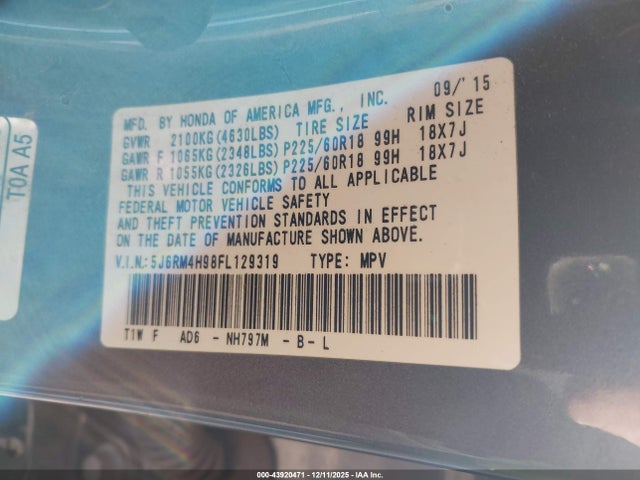 TOA A5
09/'15
MFD. BY HONDA OF AMERICA MFG., INC.
GVWR 2100KG(4630LBS) TIRE SIZE RIM SIZE
GAWR F 1065KG(2348LBS) P225/60R18 99H 18X7J
GAWR R 1055KG(2326LBS) P225/60R18 99H 18X7J
THIS VEHICLE CONFORMS TO ALL APPLICABLE
FEDERAL MOTOR VEHICLE SAFETY
AND THEFT PREVENTION STANDARDS IN EFFECT
ON THE DATE OF MANUFACTURE SHOWN ABOVE.
V.I.N.:5J6RM4H98FL129319 TYPE: MPV
T1W F AD6 - NH797M - B - L
000-43920471 - 12/11/2025 - IAA Inc.